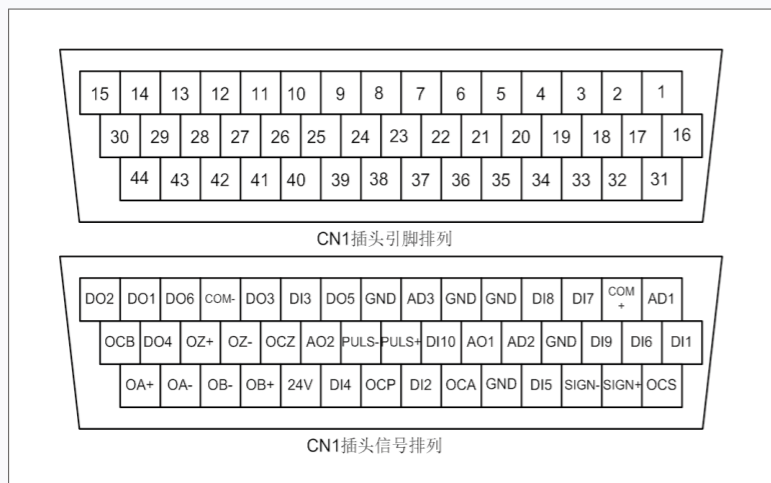 15 14 13 12 11 10 9 8 7 6 5 4 3 2 1
30 29 28 27 26 25 24 23 22 21 20 19 18 17 16
44 43 42 41 40 39 38 37 36 35 34 33 32 31
CN1插头引脚排列
DO2 DO1 DO6 COM- DO3 DI3 DO5 GND AD3 GND GND DI8 DI7 COM+ AD1
OCB DO4 OZ+ OZ- OCZ AO2 PULS- PULS+ DI10 AO1 AD2 GND DI9 DI6 DI1
OA+ OA- OB- OB+ 24V DI4 OCP DI2 OCA GND DI5 SIGN- SIGN+ OCS
CN1插头信号排列